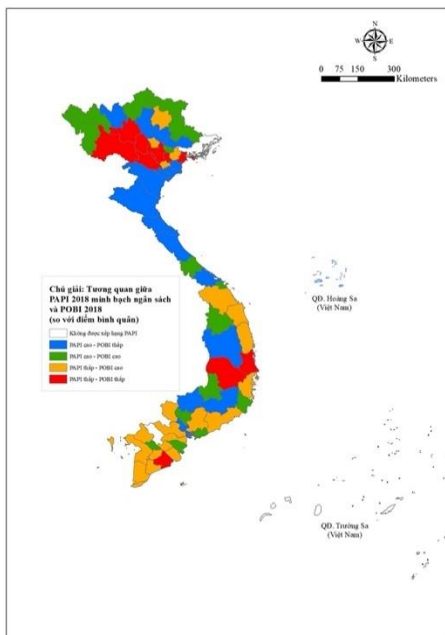 N
W
E
S
0 75 150 300
Kilometers
QĐ. Hoàng Sa
(Việt Nam)
Chú giải: Tương quan giữa
PAPI 2018 minh bạch ngân sách
và POBI 2018
(so với điểm bình quân)
Không được xếp hạng PAPI
PAPI cao - POBI thấp
PAPI cao - POBI cao
PAPI thấp - POBI cao
PAPI thấp - POBI thấp
QĐ. Trường Sa
(Việt Nam)